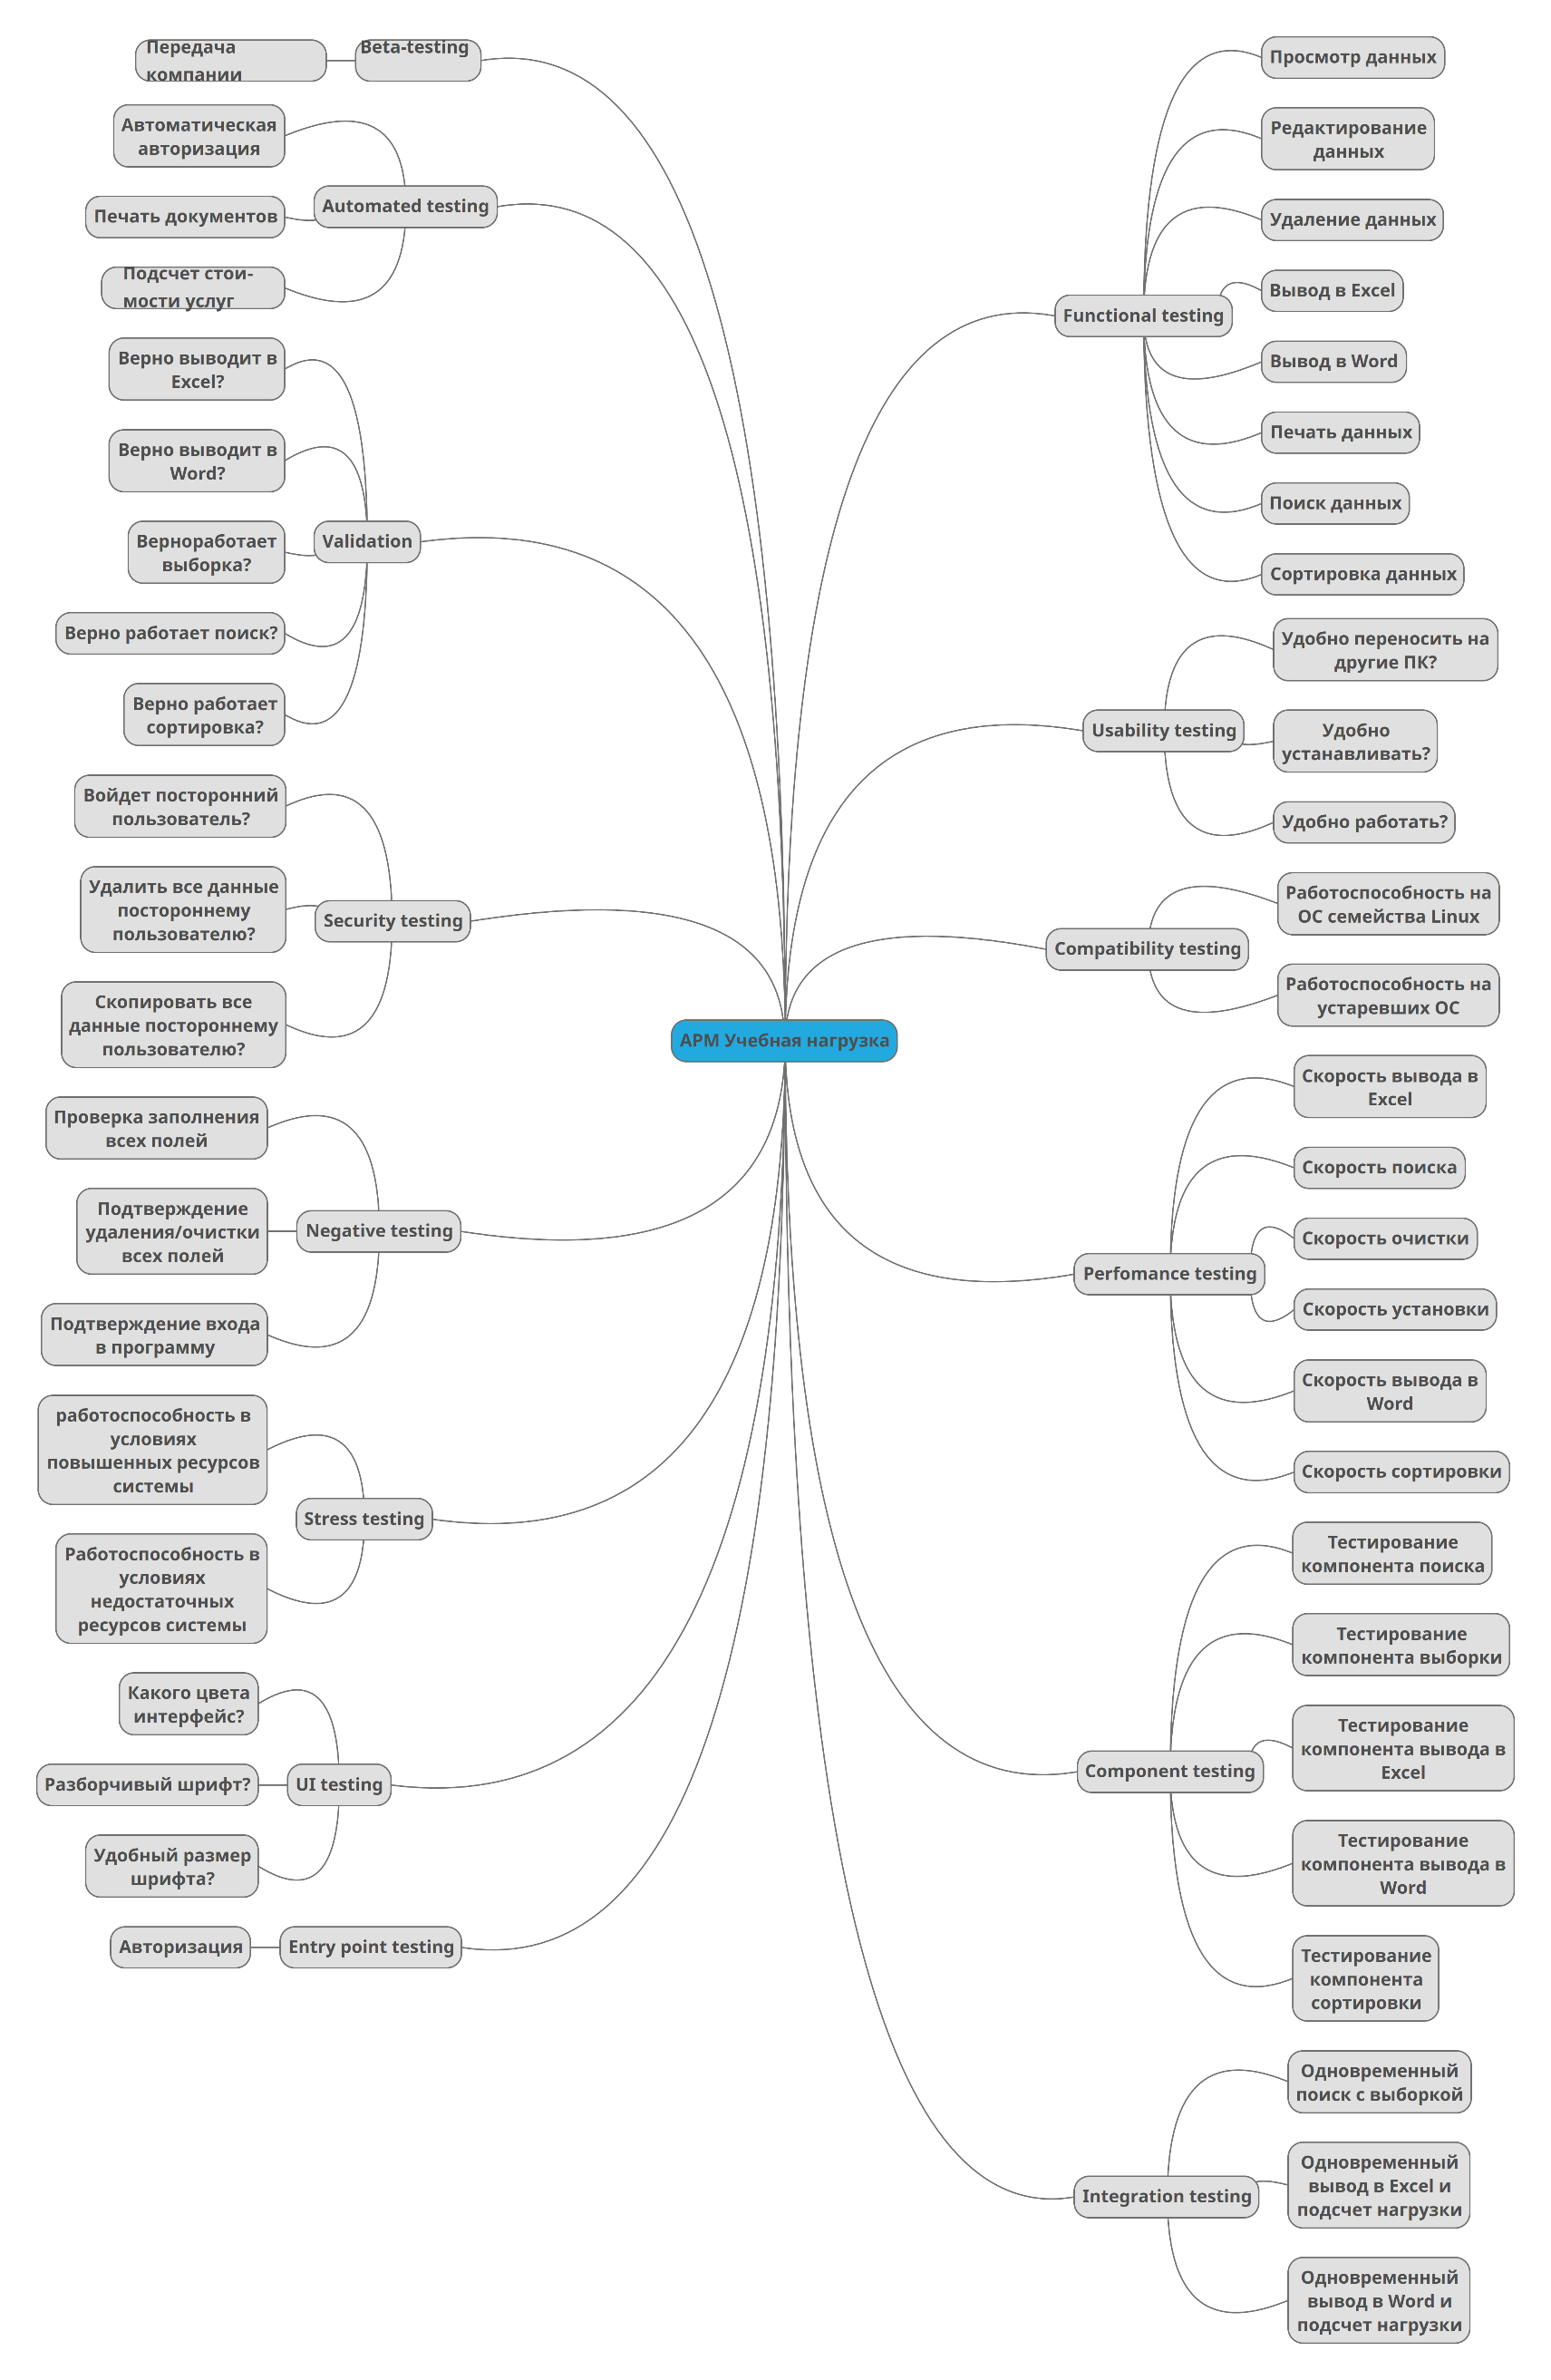 Передача
компании
Beta-testing
Автоматическая
авторизация
Печать документов
Подсчет стои-
мости услуг
Automated testing
Верно выводит в
Excel?
Верно выводит в
Word?
Верноработает
выборка?
Верно работает поиск?
Верно работает
сортировка?
Validation
Войдет посторонний
пользователь?
Удалить все данные
постороннему
пользователю?
Скопировать все
данные постороннему
пользователю?
Security testing
Проверка заполнения
всех полей
Подтверждение
удаления/очистки
всех полей
Подтверждение входа
в программу
Negative testing
работоспособность в
условиях
повышенных ресурсов
системы
Работоспособность в
условиях
недостаточных
ресурсов системы
Stress testing
Какого цвета
интерфейс?
Разборчивый шрифт?
Удобный размер
шрифта?
UI testing
Авторизация
Entry point testing
АРМ Учебная нагрузка
Functional testing
Просмотр данных
Редактирование
данных
Удаление данных
Вывод в Excel
Вывод в Word
Печать данных
Поиск данных
Сортировка данных
Usability testing
Удобно переносить на
другие ПК?
Удобно
устанавливать?
Удобно работать?
Compatibility testing
Работоспособность на
ОС семейства Linux
Работоспособность на
устаревших ОС
Perfomance testing
Скорость вывода в
Excel
Скорость поиска
Скорость очистки
Скорость установки
Скорость вывода в
Word
Скорость сортировки
Component testing
Тестирование
компонента поиска
Тестирование
компонента выборки
Тестирование
компонента вывода в
Excel
Тестирование
компонента вывода в
Word
Тестирование
компонента
сортировки
Integration testing
Одновременный
поиск с выборкой
Одновременный
вывод в Excel и
подсчет нагрузки
Одновременный
вывод в Word и
подсчет нагрузки